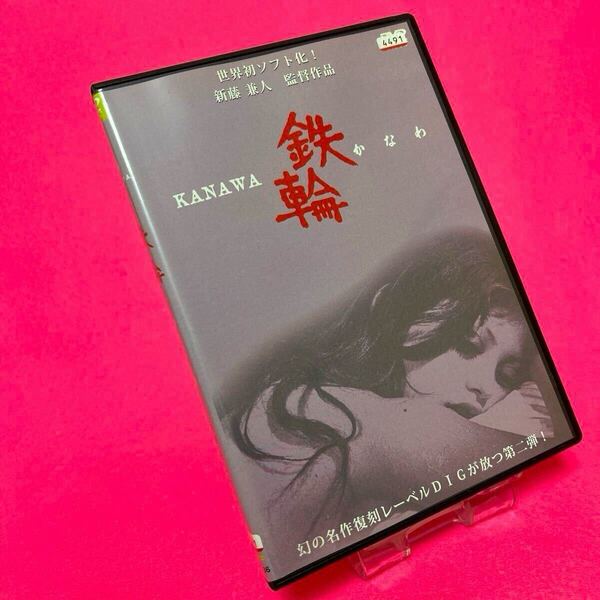 4491
世界初ソフト化！
新藤 兼人　監督作品
鉄輪
かなわ
KANAWA
幻の名作復刻レーベルＤＩＧが放つ第二弾！